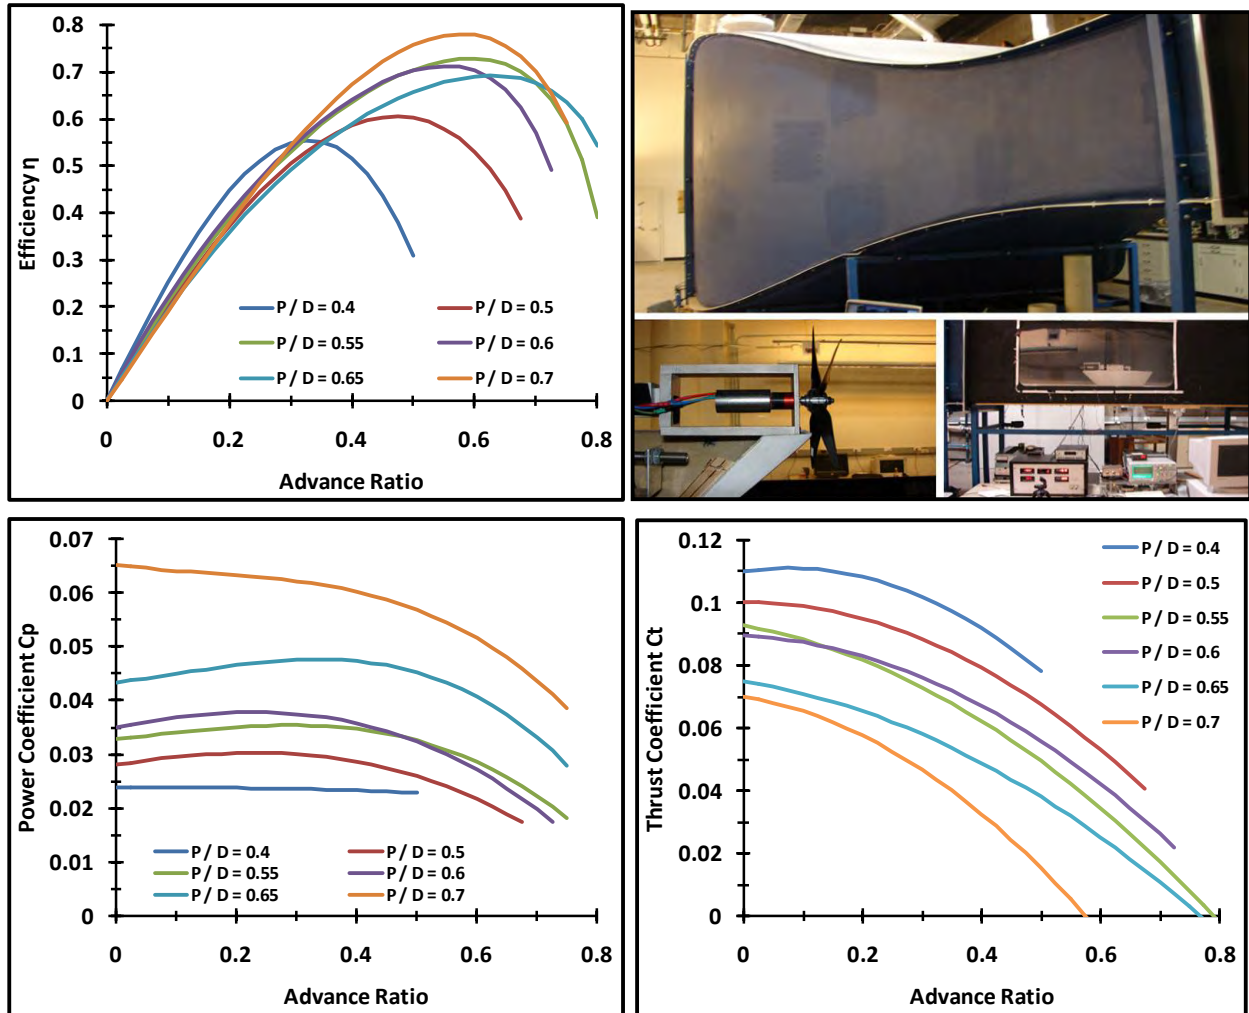 0.8
0.7
0.6
0.5
0.4
0.3
0.2
0.1
0
Efficiency η
P / D = 0.4
P / D = 0.5
P / D = 0.55
P / D = 0.6
P / D = 0.65
P / D = 0.7
0
0.2
0.4
0.6
0.8
Advance Ratio
0.07
0.06
0.05
0.04
0.03
0.02
0.01
0
Power Coefficient Cp
P / D = 0.4
P / D = 0.5
P / D = 0.55
P / D = 0.6
P / D = 0.65
P / D = 0.7
0
0.2
0.4
0.6
0.8
Advance Ratio
0.12
0.1
0.08
0.06
0.04
0.02
0
Thrust Coefficient Ct
P / D = 0.4
P / D = 0.5
P / D = 0.55
P / D = 0.6
P / D = 0.65
P / D = 0.7
0
0.2
0.4
0.6
0.8
Advance Ratio